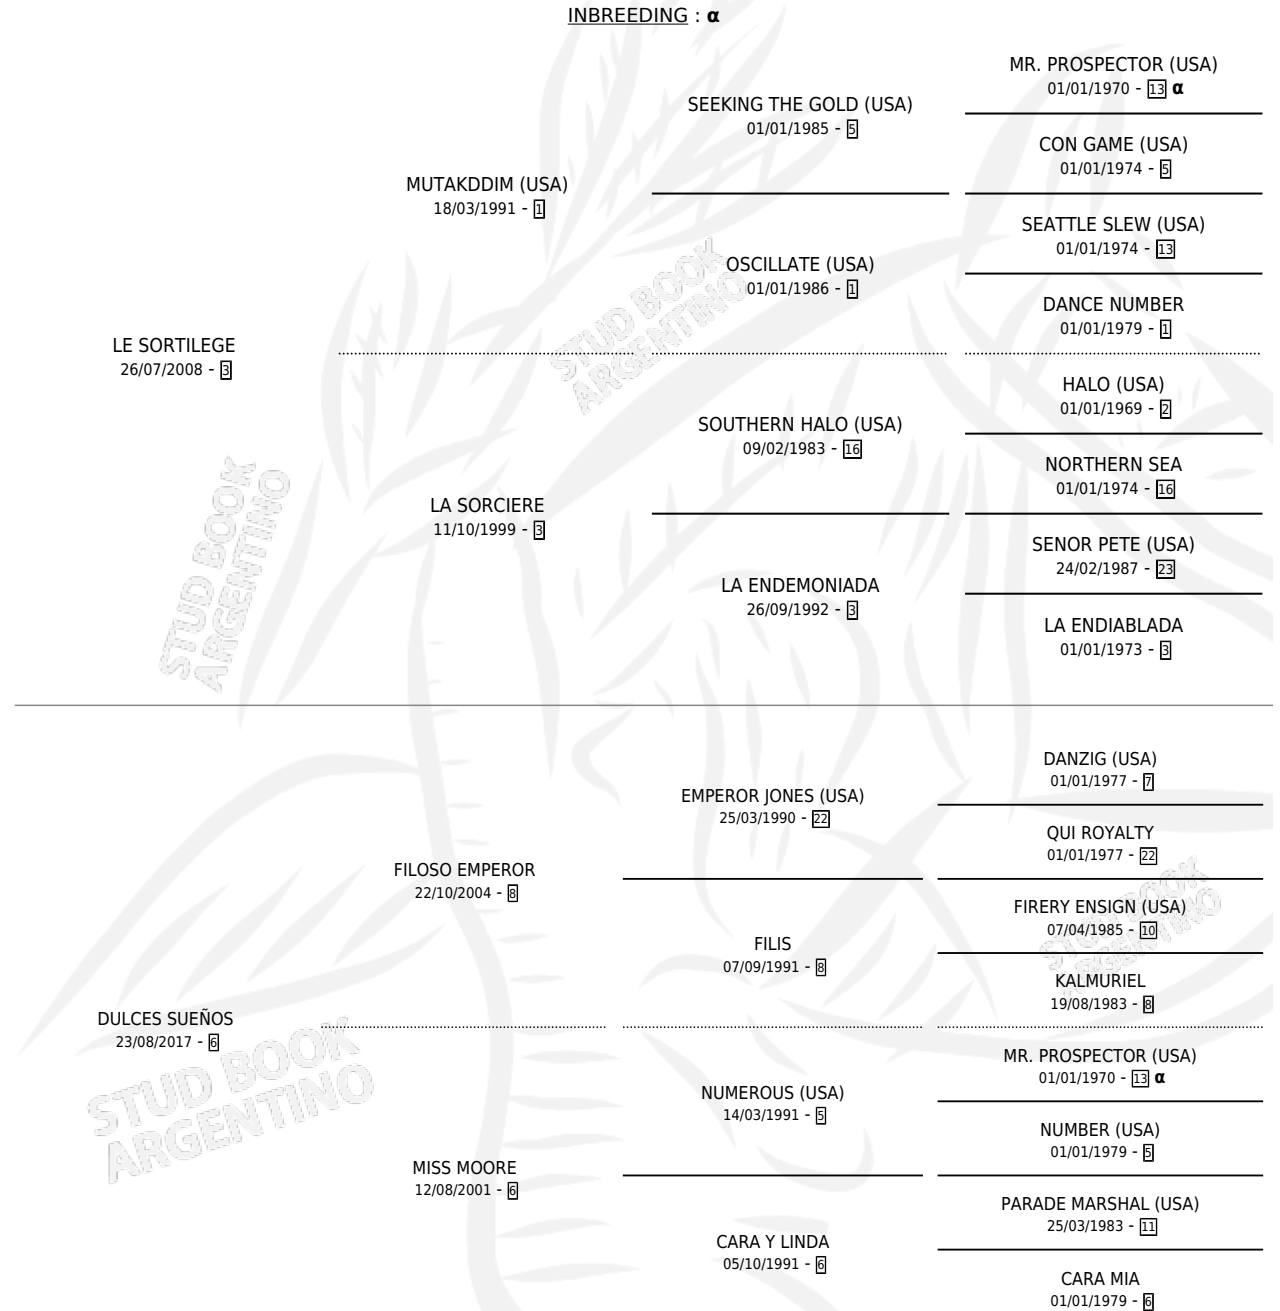 INBREEDING : α
MR. PROSPECTOR (USA)
01/01/1970 - 13 α
SEEKING THE GOLD (USA)
01/01/1985 - 5
CON GAME (USA)
01/01/1974 - 5
MUTAKDDIM (USA)
18/03/1991 - 1
SEATTLE SLEW (USA)
01/01/1974 - 13
OSCILLATE (USA)
01/01/1986 - 1
DANCE NUMBER
01/01/1979 - 1
LE SORTILEGE
26/07/2008 - 3
HALO (USA)
01/01/1969 - 2
SOUTHERN HALO (USA)
09/02/1983 - 16
NORTHERN SEA
01/01/1974 - 16
LA SORCIERE
11/10/1999 - 3
SENOR PETE (USA)
24/02/1987 - 23
LA ENDEMONIADA
26/09/1992 - 3
LA ENDIABLADA
01/01/1973 - 3
DANZIG (USA)
01/01/1977 - 7
EMPEROR JONES (USA)
25/03/1990 - 22
QUI ROYALTY
01/01/1977 - 22
FILOSO EMPEROR
22/10/2004 - 8
FIRERY ENSIGN (USA)
07/04/1985 - 10
FILIS
07/09/1991 - 8
KALMURIEL
19/08/1983 - 8
DULCES SUEÑOS
23/08/2017 - 6
MR. PROSPECTOR (USA)
01/01/1970 - 13 α
NUMEROUS (USA)
14/03/1991 - 5
NUMBER (USA)
01/01/1979 - 5
MISS MOORE
12/08/2001 - 6
PARADE MARSHAL (USA)
25/03/1983 - 11
CARA Y LINDA
05/10/1991 - 6
CARA MIA
01/01/1979 - 6
STUD BOOK
ARGENTINO
STUD BOOK
ARGENTINO
STUD BOOK
ARGENTINO
STUD BOOK
ARGENTINO